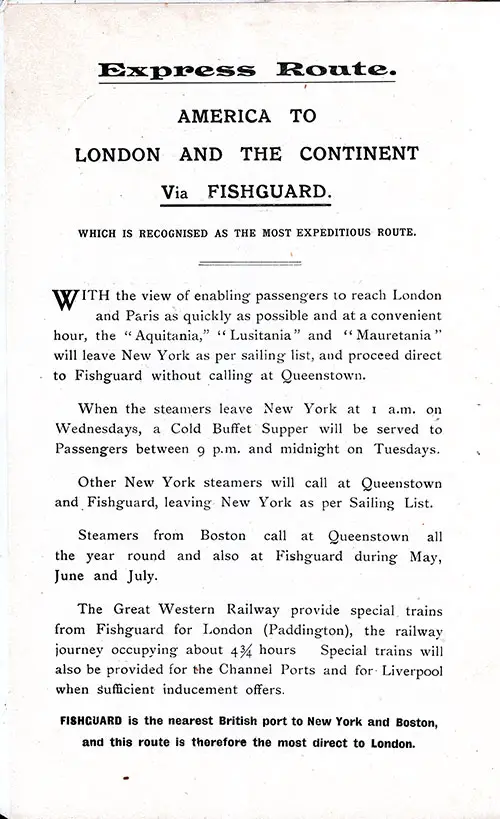 Express Route.
AMERICA TO
LONDON AND THE CONTINENT
Via FISHGUARD.
WHICH IS RECOGNISED AS THE MOST EXPEDITIOUS ROUTE.
WITH the view of enabling passengers to reach London
and Paris as quickly as possible and at a convenient
hour, the "Aquitania," "Lusitania" and "Mauretania"
will leave New York as per sailing list, and proceed direct
to Fishguard without calling at Queenstown.
When the steamers leave New York at 1 a.m. on
Wednesdays, a Cold Buffet Supper will be served to
Passengers between 9 p.m. and midnight on Tuesdays.
Other New York steamers will call at Queenstown
and Fishguard, leaving New York as per Sailing List.
Steamers from Boston call at Queenstown all
the year round and also at Fishguard during May,
June and July.
The Great Western Railway provide special trains
from Fishguard for London (Paddington), the railway
journey occupying about 4¾ hours Special trains will
also be provided for the Channel Ports and for Liverpool
when sufficient inducement offers.
FISHGUARD is the nearest British port to New York and Boston,
and this route is therefore the most direct to London.